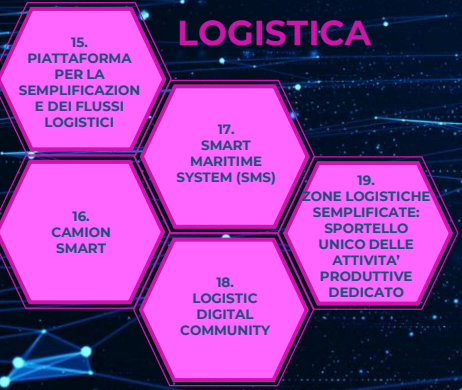 LOGISTICA
15.
PIATTAFORMA
PER LA
SEMPLIFICAZION
E DEI FLUSSI
LOGISTICI
16.
CAMION
SMART
17.
SMART
MARITIME
SYSTEM (SMS)
18.
LOGISTIC
DIGITAL
COMMUNITY
19.
ZONE LOGISTICHE
SEMPLIFICATE:
SPORTELLO
UNICO DELLE
ATTIVITA’
PRODUTTIVE
DEDICATO